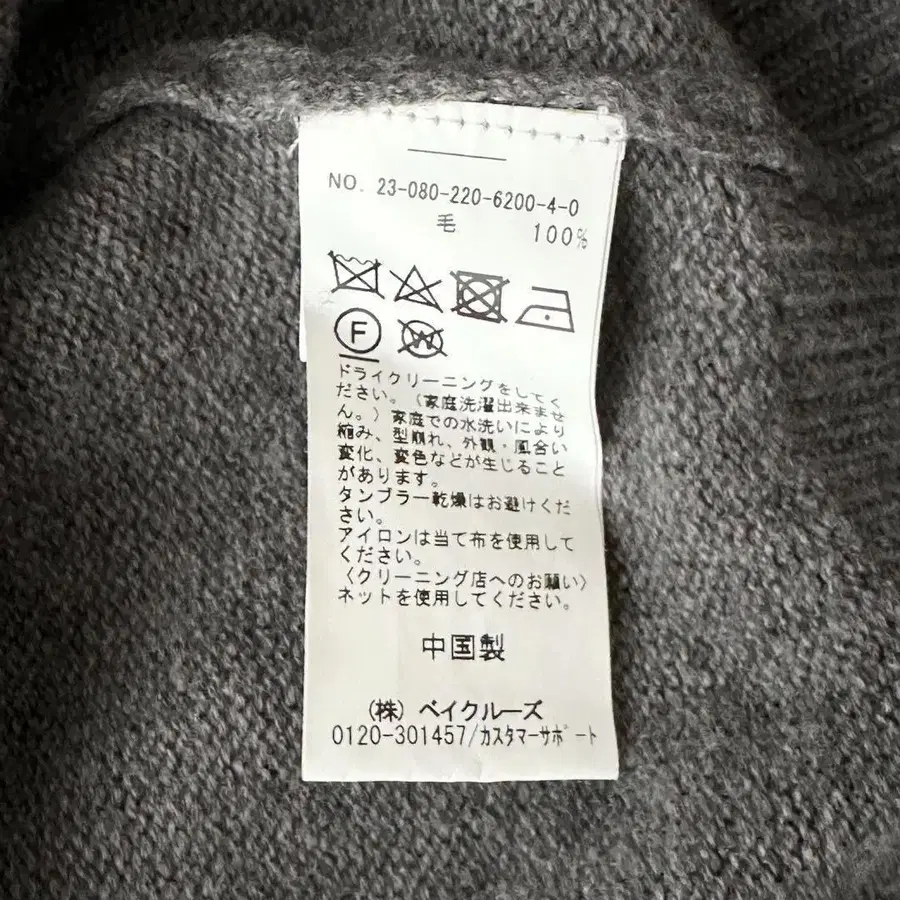 NO. 23-080-220-6200-4-0
毛 100%
F W
ドライクリーニングをしてく
ださい。（家庭洗濯出来ませ
ん。）家庭での水洗いにより
縮み、型崩れ、外観・風合い
変化、変色などが生じること
があります。
タンブラー乾燥はお避けくだ
さい。
アイロンは当て布を使用して
ください。
〈クリーニング店へのお願い〉
ネットを使用してください。
中国製
（株）ベイクルーズ
0120-301457/ｶｽﾀﾏｰｻﾎﾟｰﾄ